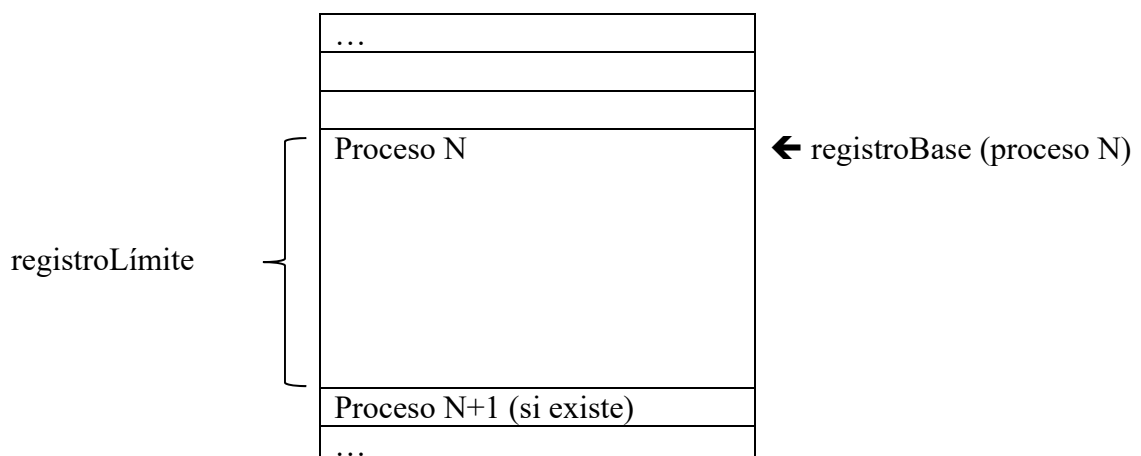 …
Proceso N
🡸 registroBase (proceso N)
registroLímite
Proceso N+1 (si existe)
…